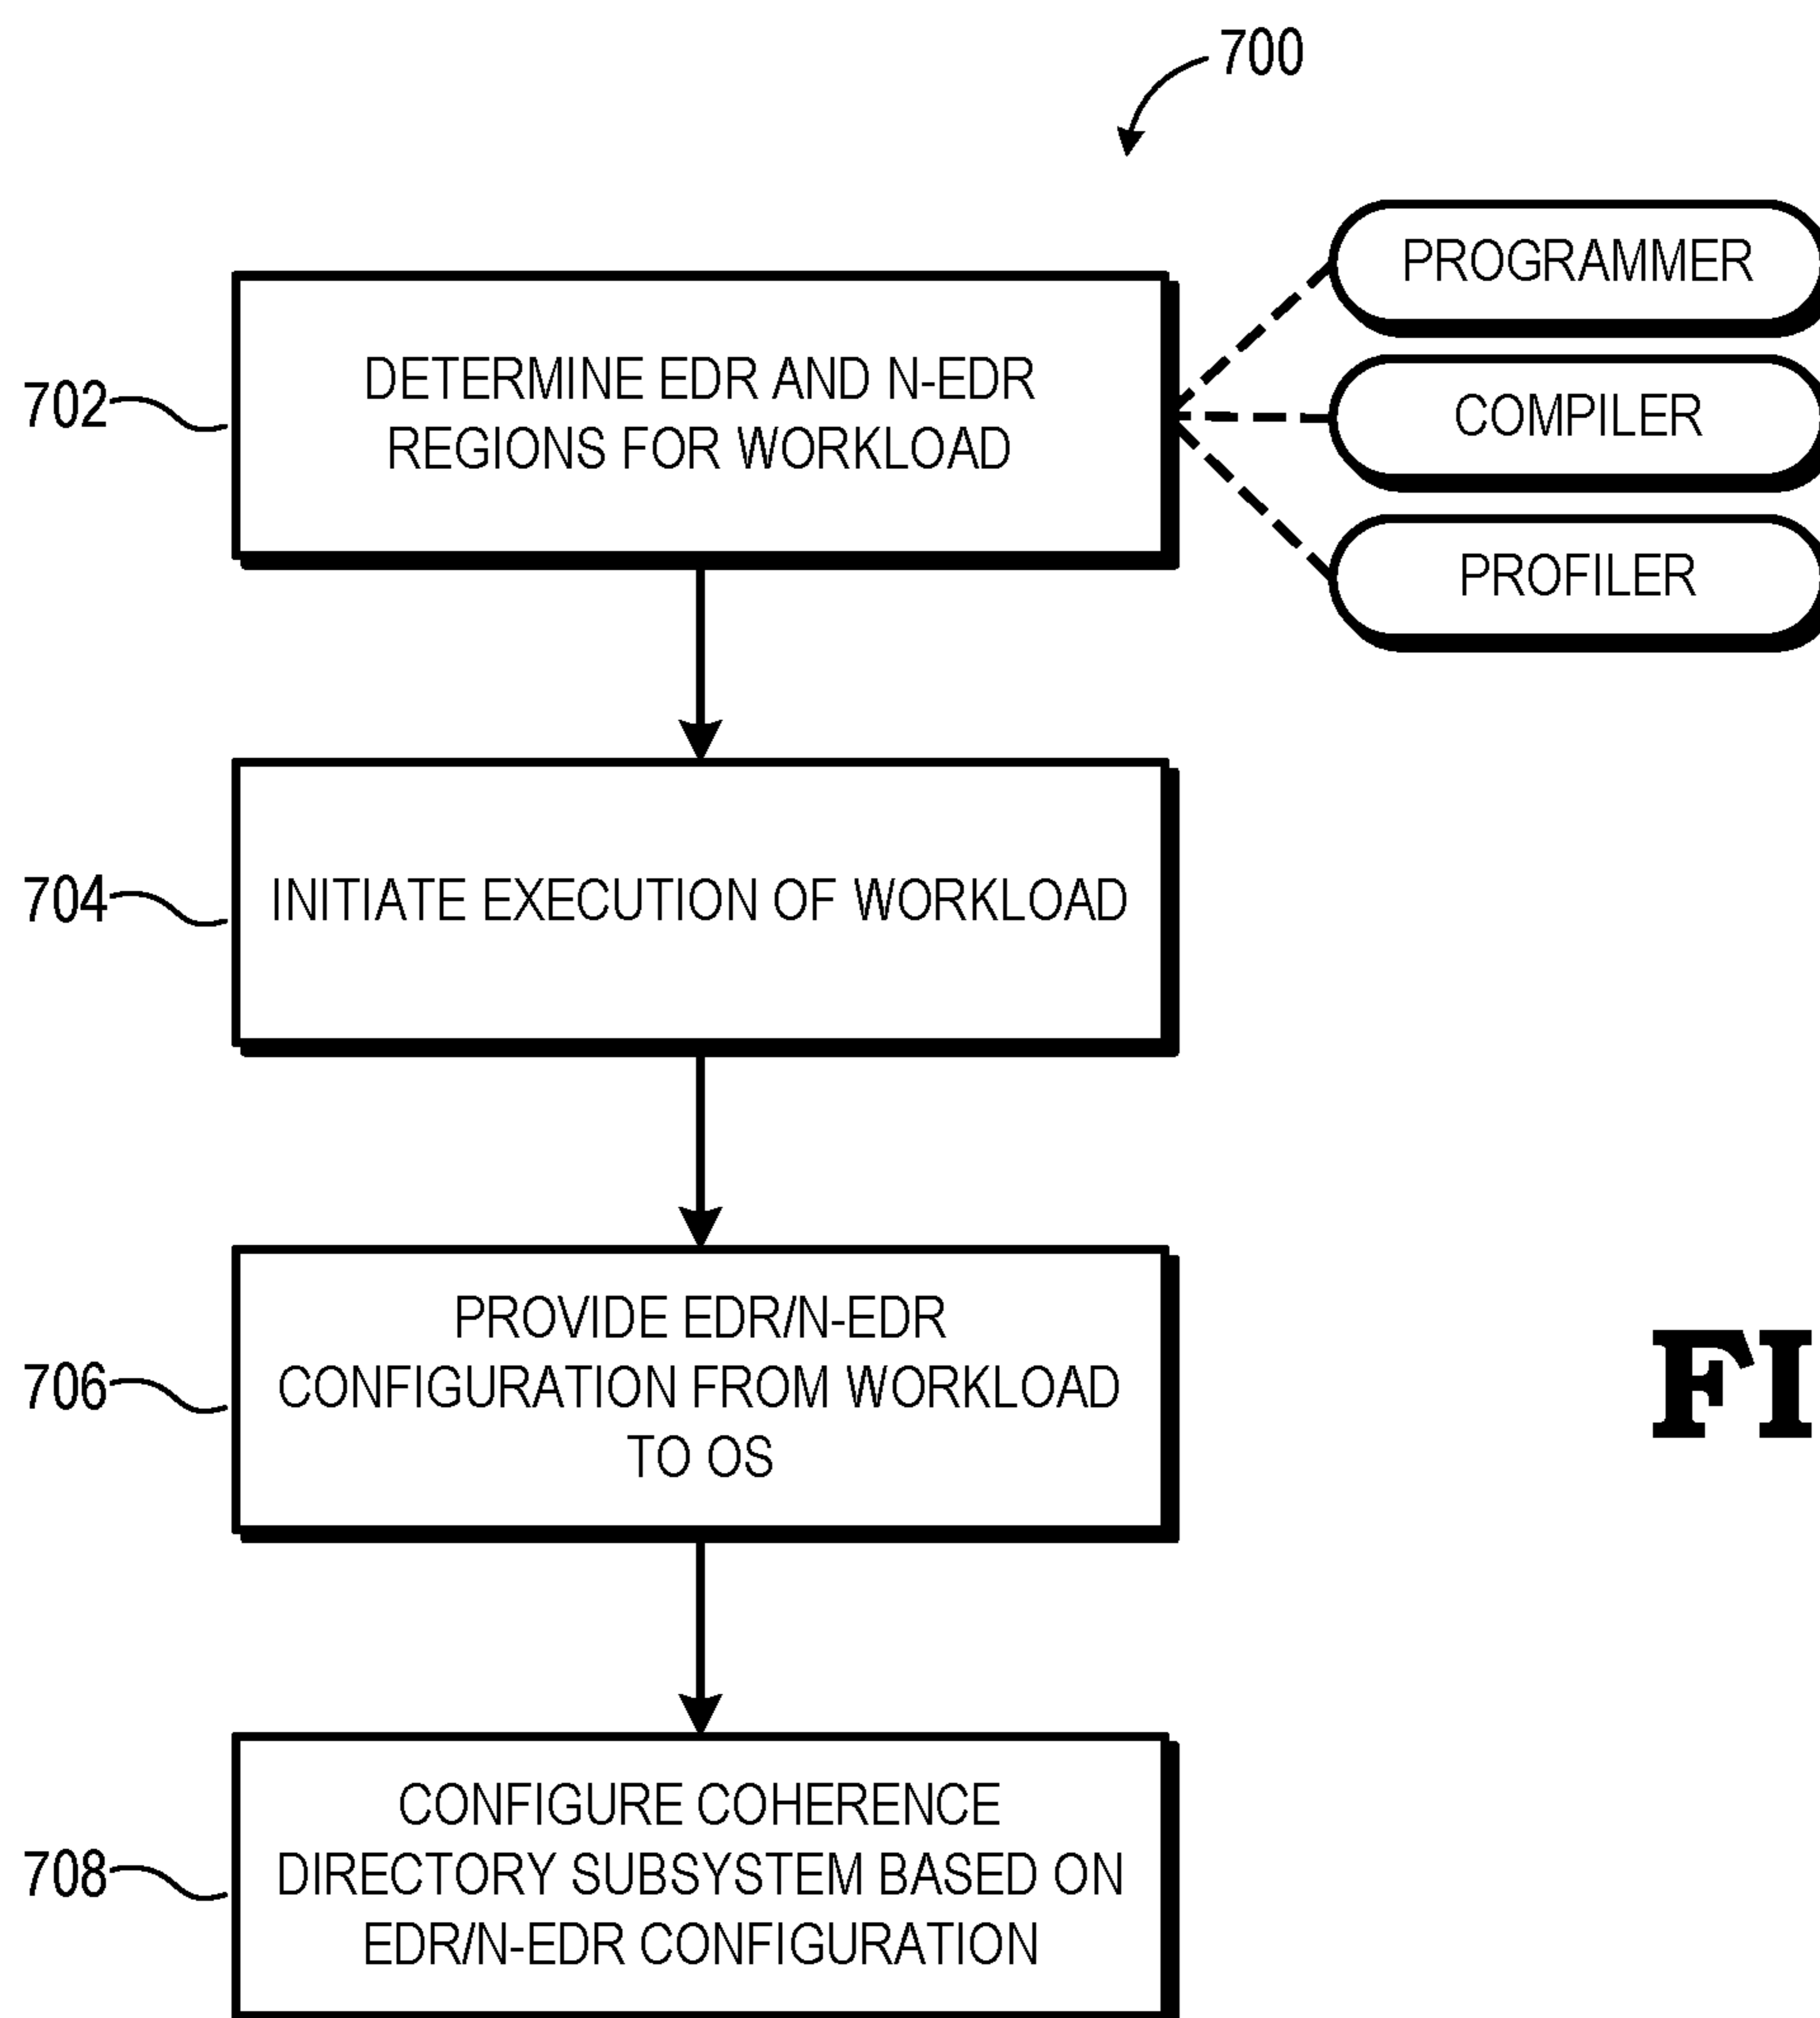 700
PROGRAMMER
702
DETERMINE EDR AND N-EDR
REGIONS FOR WORKLOAD
COMPILER
PROFILER
704
INITIATE EXECUTION OF WORKLOAD
706
PROVIDE EDR/N-EDR
CONFIGURATION FROM WORKLOAD
TO OS
FI
708
CONFIGURE COHERENCE
DIRECTORY SUBSYSTEM BASED ON
EDR/N-EDR CONFIGURATION